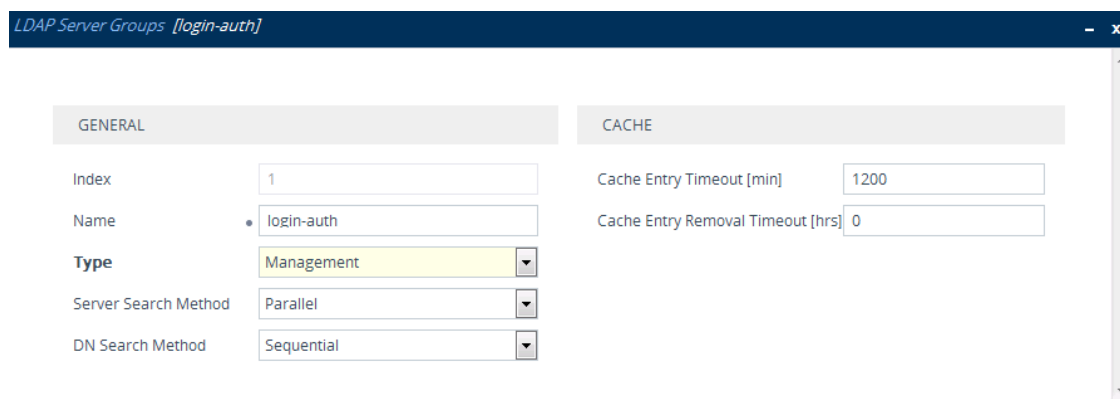 LDAP Server Groups [login-auth]
– x
GENERAL
Index 1
Name login-auth
Type Management
Server Search Method Parallel
DN Search Method Sequential
CACHE
Cache Entry Timeout [min] 1200
Cache Entry Removal Timeout [hrs] 0